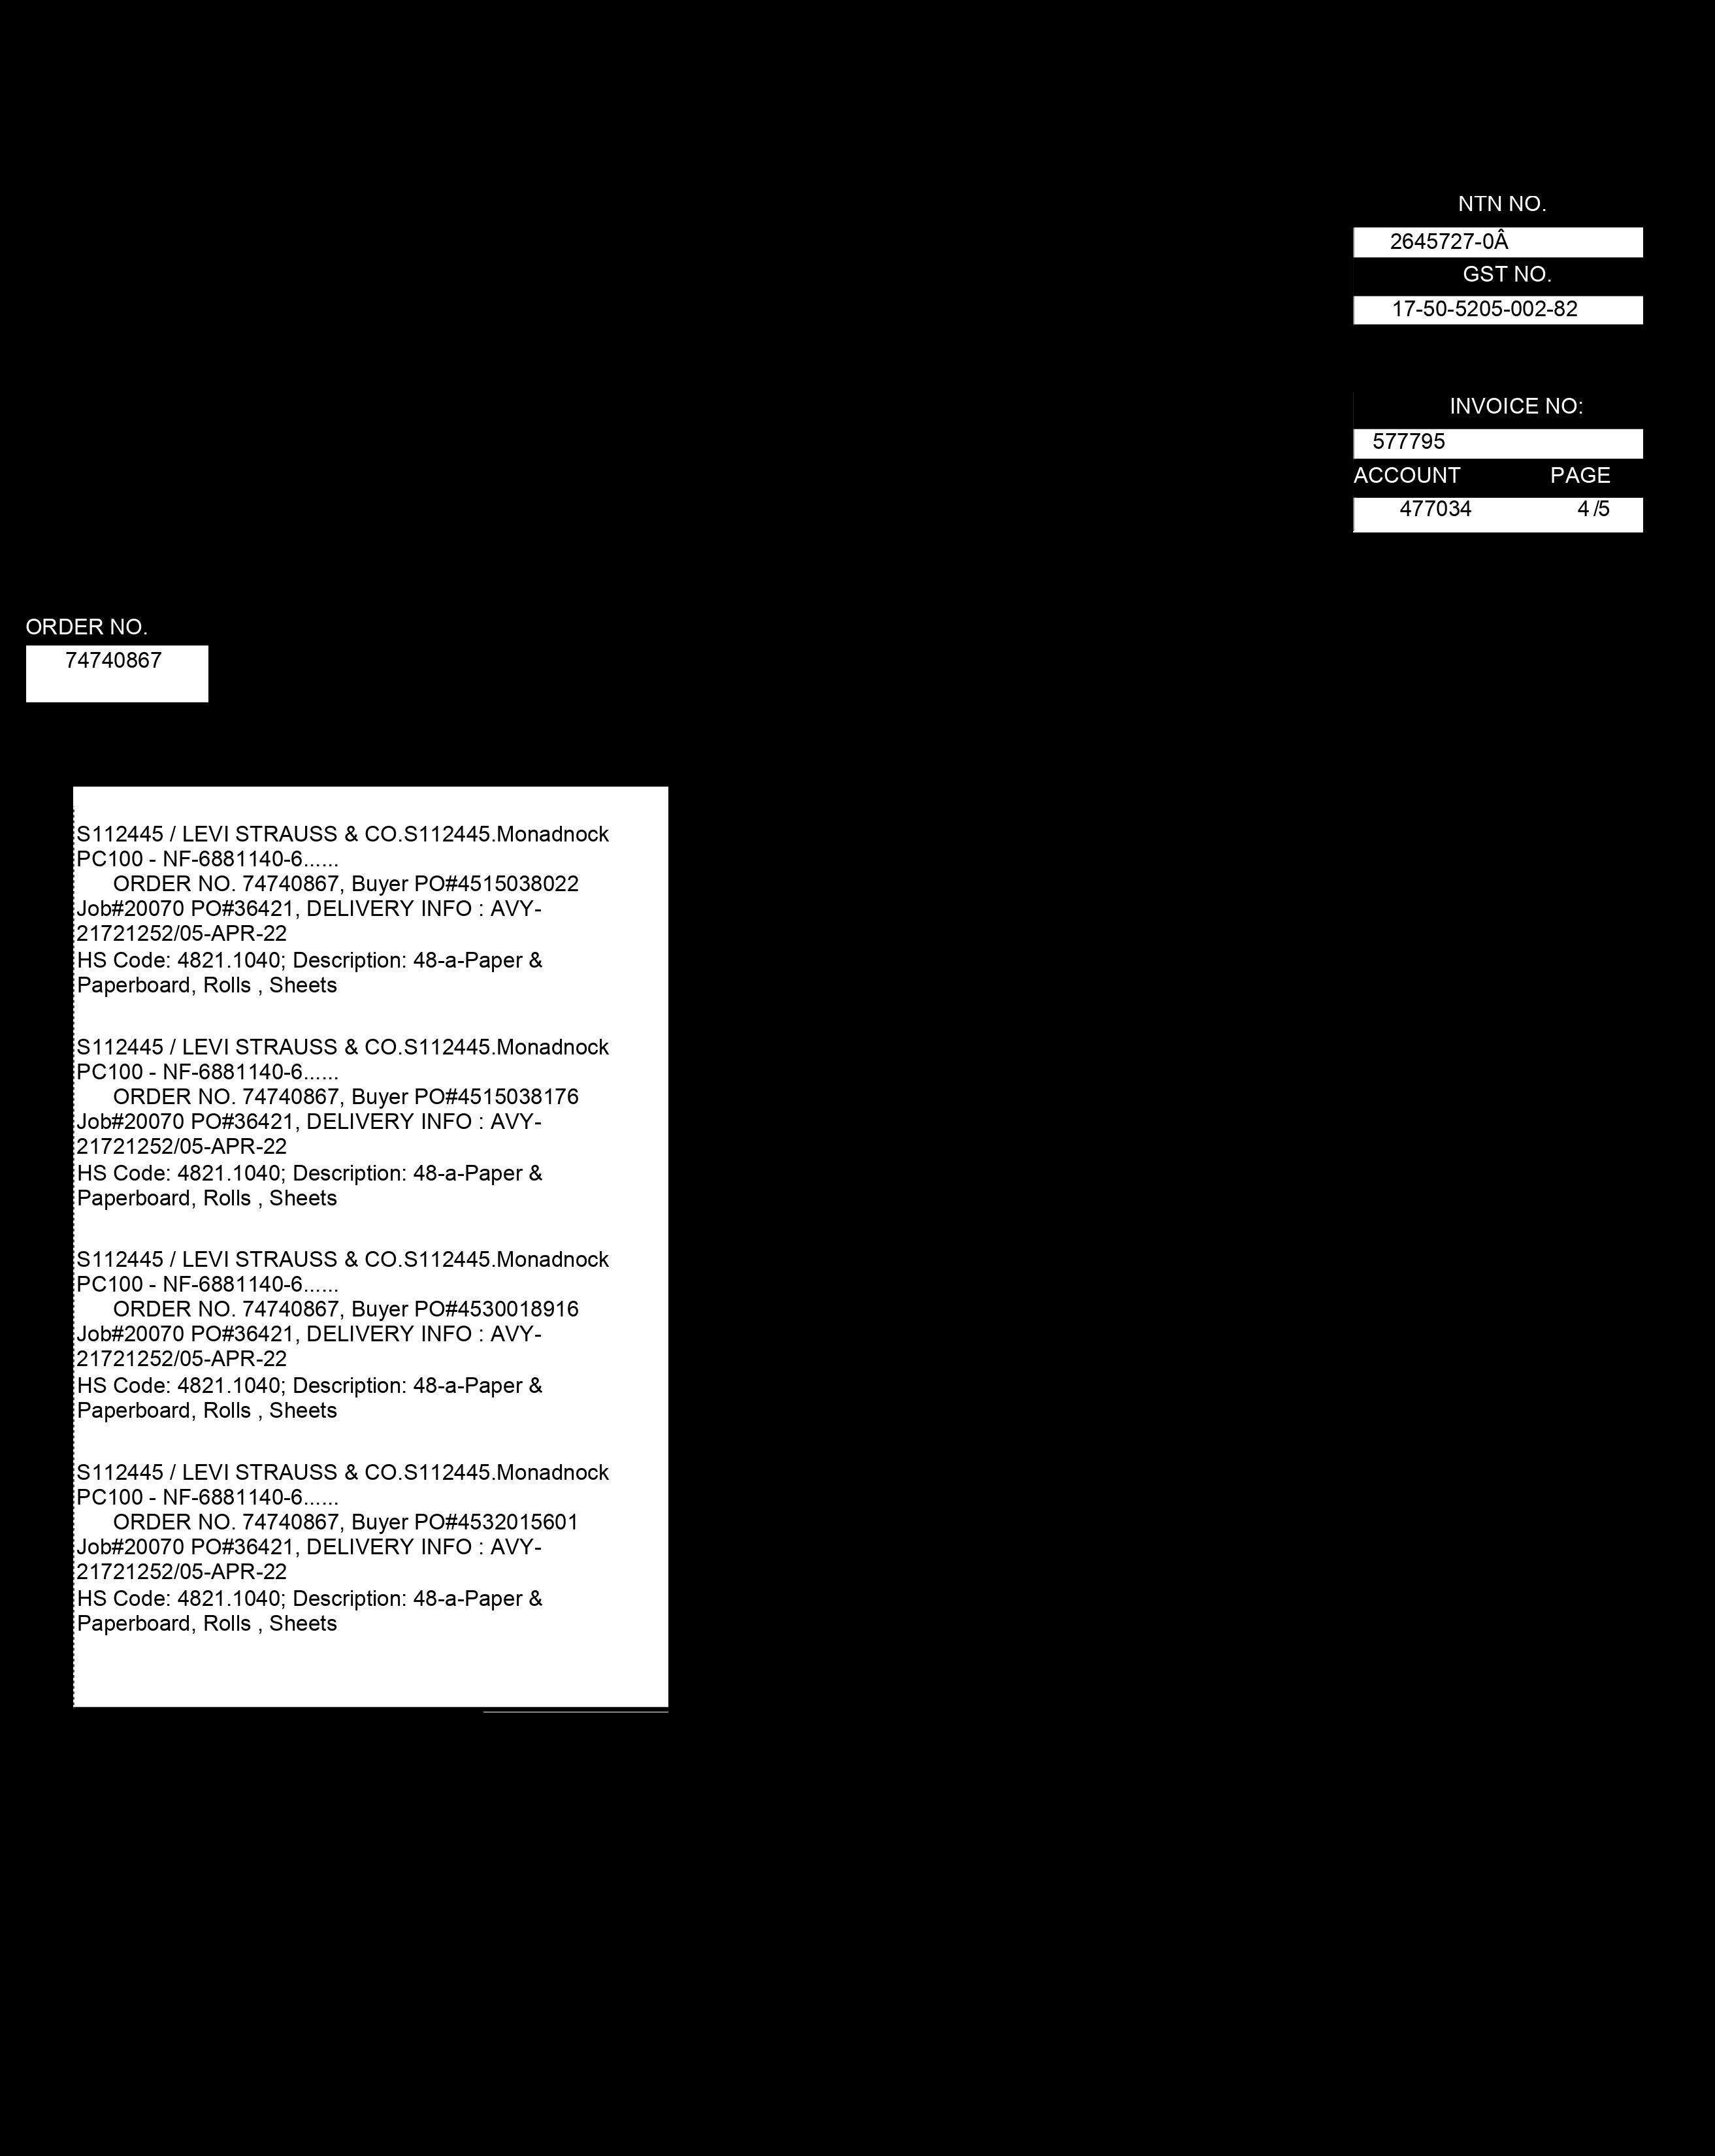 NTN NO.
2645727-0Â
GST NO.
17-50-5205-002-82
INVOICE NO:
577795
ACCOUNT PAGE
477034 4 /5
ORDER NO.
74740867
S112445 / LEVI STRAUSS & CO.S112445.Monadnock
PC100 - NF-6881140-6......
ORDER NO. 74740867, Buyer PO#4515038022
Job#20070 PO#36421, DELIVERY INFO : AVY-
21721252/05-APR-22
HS Code: 4821.1040; Description: 48-a-Paper &
Paperboard, Rolls , Sheets
S112445 / LEVI STRAUSS & CO.S112445.Monadnock
PC100 - NF-6881140-6......
ORDER NO. 74740867, Buyer PO#4515038176
Job#20070 PO#36421, DELIVERY INFO : AVY-
21721252/05-APR-22
HS Code: 4821.1040; Description: 48-a-Paper &
Paperboard, Rolls , Sheets
S112445 / LEVI STRAUSS & CO.S112445.Monadnock
PC100 - NF-6881140-6......
ORDER NO. 74740867, Buyer PO#4530018916
Job#20070 PO#36421, DELIVERY INFO : AVY-
21721252/05-APR-22
HS Code: 4821.1040; Description: 48-a-Paper &
Paperboard, Rolls , Sheets
S112445 / LEVI STRAUSS & CO.S112445.Monadnock
PC100 - NF-6881140-6......
ORDER NO. 74740867, Buyer PO#4532015601
Job#20070 PO#36421, DELIVERY INFO : AVY-
21721252/05-APR-22
HS Code: 4821.1040; Description: 48-a-Paper &
Paperboard, Rolls , Sheets